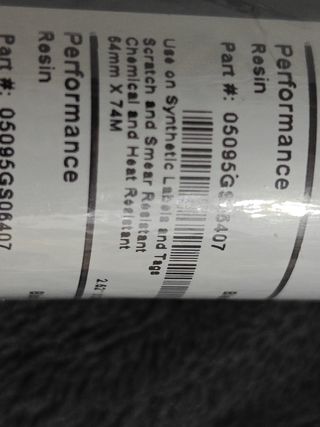 Performance
Resin
Part #: 05095GS06407
Use on Synthetic Labels and Tags
Scratch and Smear Resistant
Chemical and Heat Resistant
64mm X 74M
Performance
Resin
Part #: 05095GS06407